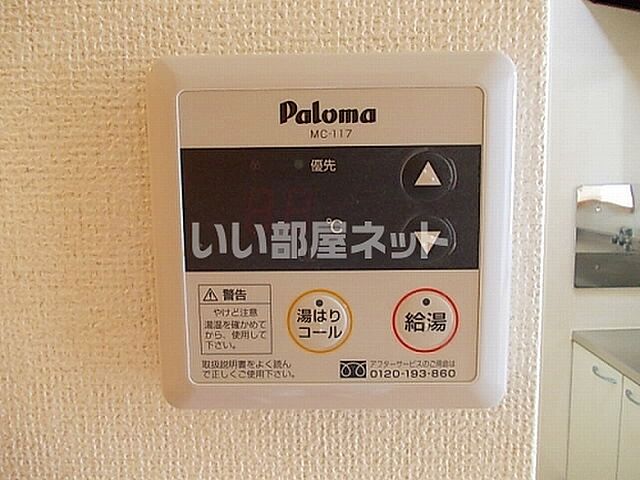 Paloma
MC-117
優先
℃
いい部屋ネット
警告
やけど注意
湯温を確かめて
から、使用して
下さい。
湯はり
コール
給湯
取扱説明書をよく読ん
で正しくご使用下さい。
アフターサービスのご用命は
0120-193-860